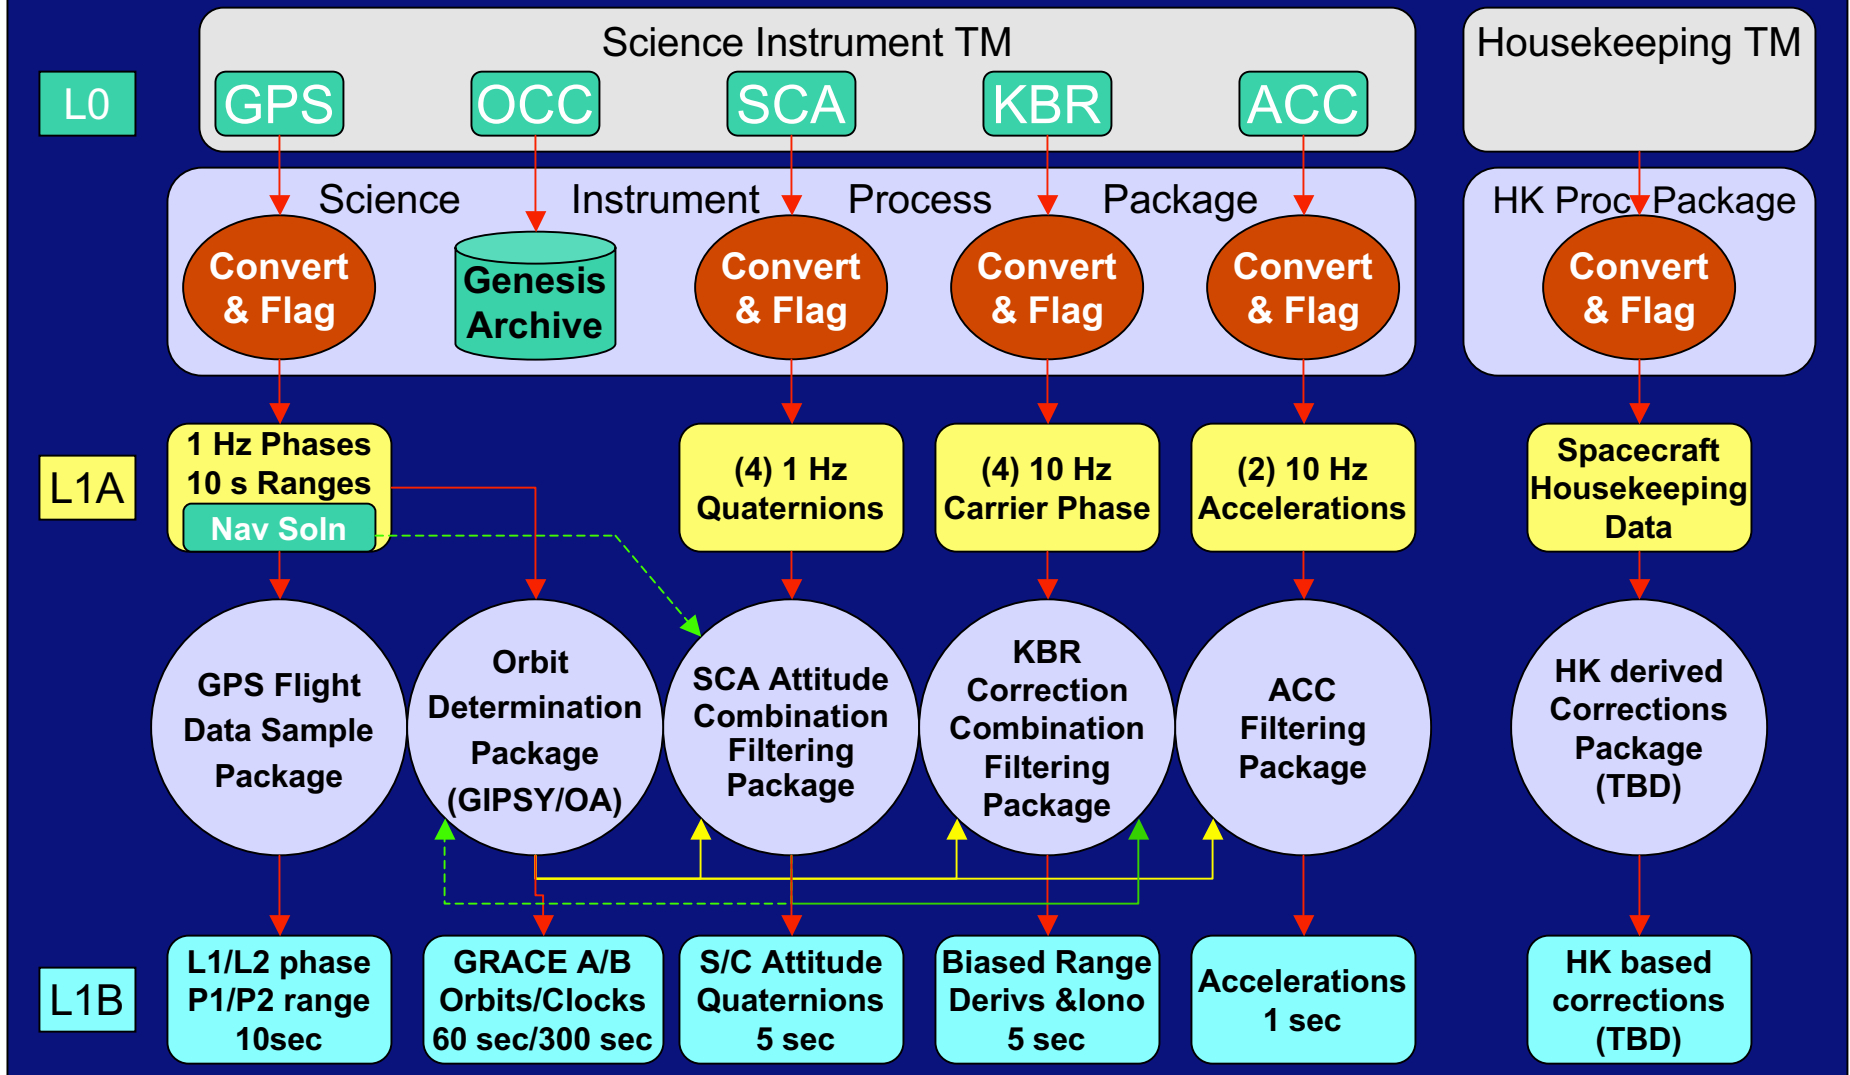 Science Instrument TM
Housekeeping TM
L0
GPS
OCC
SCA
KBR
ACC
Science Instrument Process Package
HK Proc Package
Convert
& Flag
Genesis
Archive
Convert
& Flag
Convert
& Flag
Convert
& Flag
Convert
& Flag
L1A
1 Hz Phases
10 s Ranges
Nav Soln
(4) 1 Hz
Quaternions
(4) 10 Hz
Carrier Phase
(2) 10 Hz
Accelerations
Spacecraft
Housekeeping
Data
GPS Flight
Data Sample
Package
Orbit
Determination
Package
(GIPSY/OA)
SCA Attitude
Combination
Filtering
Package
KBR
Correction
Combination
Filtering
Package
ACC
Filtering
Package
HK derived
Corrections
Package
(TBD)
L1B
L1/L2 phase
P1/P2 range
10sec
GRACE A/B
Orbits/Clocks
60 sec/300 sec
S/C Attitude
Quaternions
5 sec
Biased Range
Derivs &Iono
5 sec
Accelerations
1 sec
HK based
corrections
(TBD)